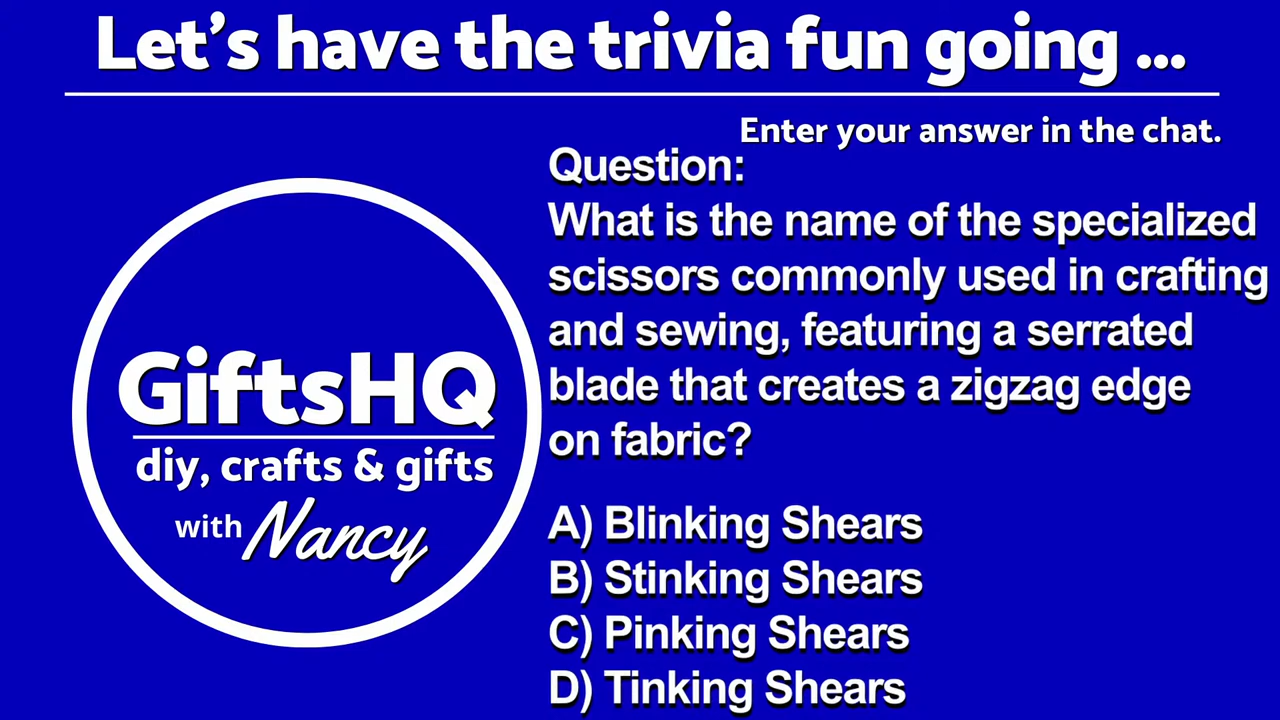 Let's have the trivia fun going ...
Enter your answer in the chat.
Question:
What is the name of the specialized
scissors commonly used in crafting
and sewing, featuring a serrated
blade that creates a zigzag edge
on fabric?
A) Blinking Shears
B) Stinking Shears
C) Pinking Shears
D) Tinking Shears
GiftsHQ
diy, crafts & gifts
with Nancy